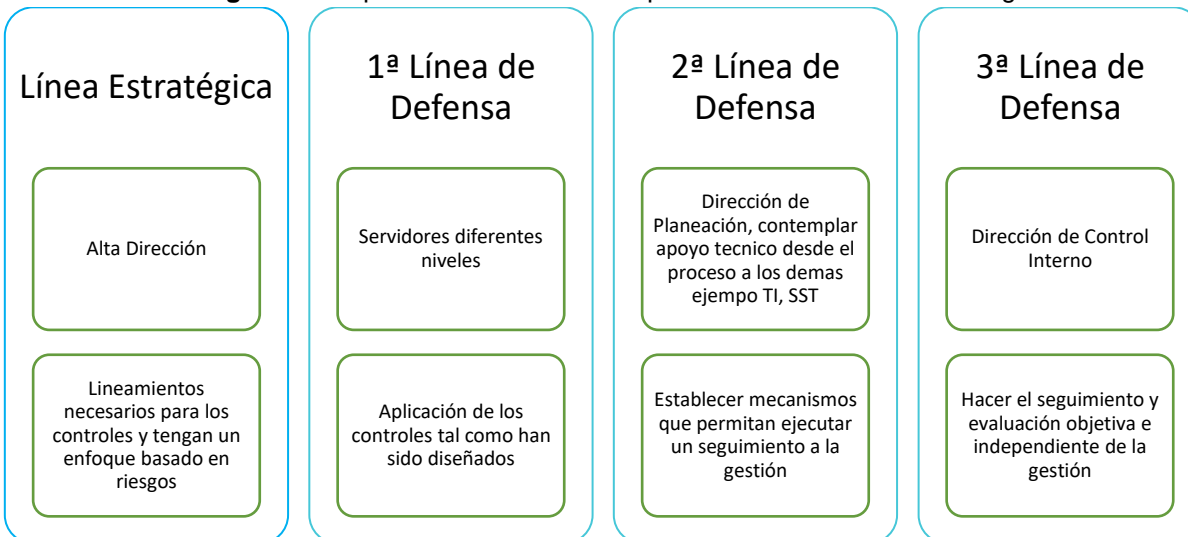 Línea Estratégica
Alta Dirección
Lineamientos
necesarios para los
controles y tengan un
enfoque basado en
riesgos
1ª Línea de
Defensa
Servidores diferentes
niveles
Aplicación de los
controles tal como han
sido diseñados
2ª Línea de
Defensa
Dirección de
Planeación, contemplar
apoyo tecnico desde el
proceso a los demas
ejempo TI, SST
Establecer mecanismos
que permitan ejecutar
un seguimiento a la
gestión
3ª Línea de
Defensa
Dirección de Control
Interno
Hacer el seguimiento y
evaluación objetiva e
independiente de la
gestión